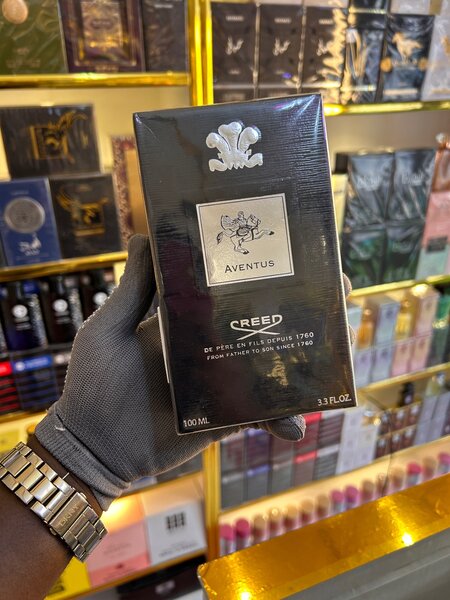 AVENTUS
CREED
DE PÈRE EN FILS DEPUIS 1760
FROM FATHER TO SON SINCE 1760
100 ML
3.3 FL.OZ.